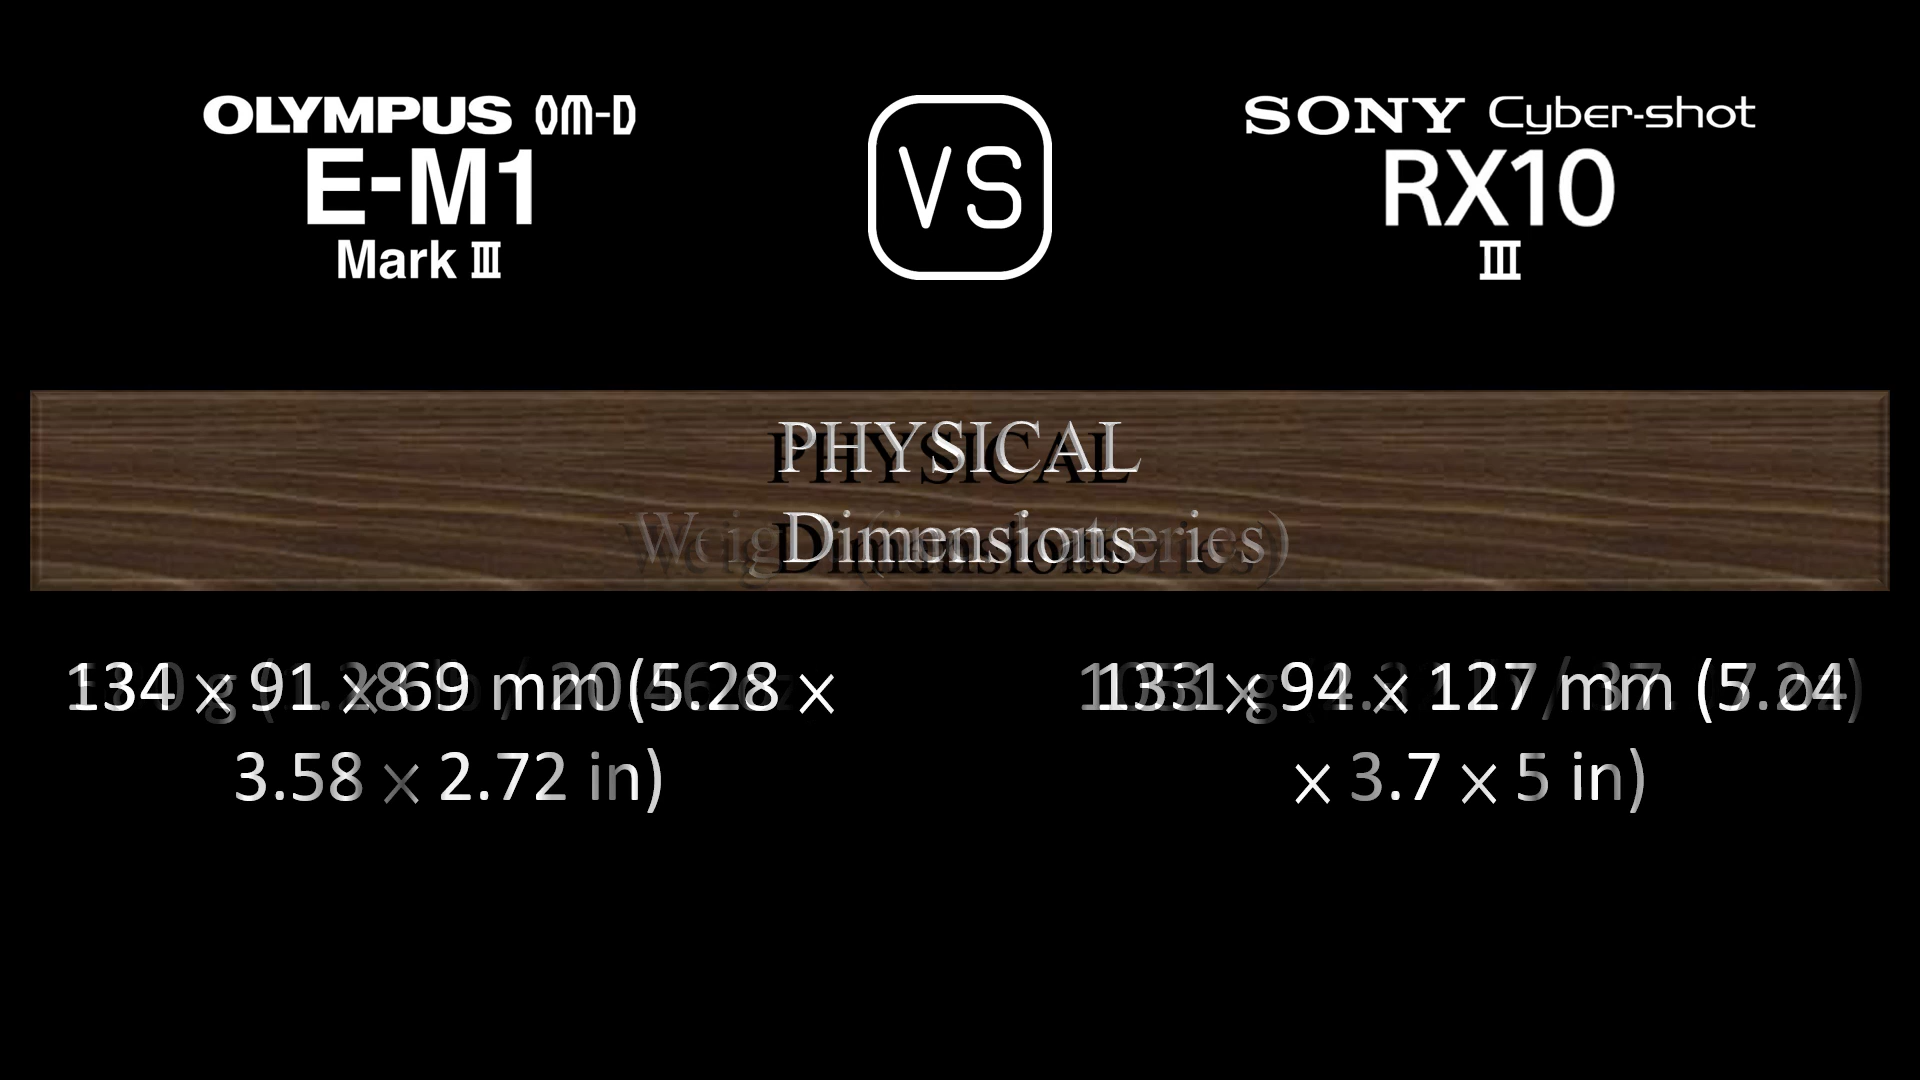 OLYMPUS OM-D
E-M1
Mark III
VS
SONY Cyber-shot
RX10
III
PHYSICAL
Dimensions
134 x 91 x 69 mm(5.28 x
3.58 x 2.72 in)
133 x 94 x 127 mm (5.24
x 3.7 x 5 in)